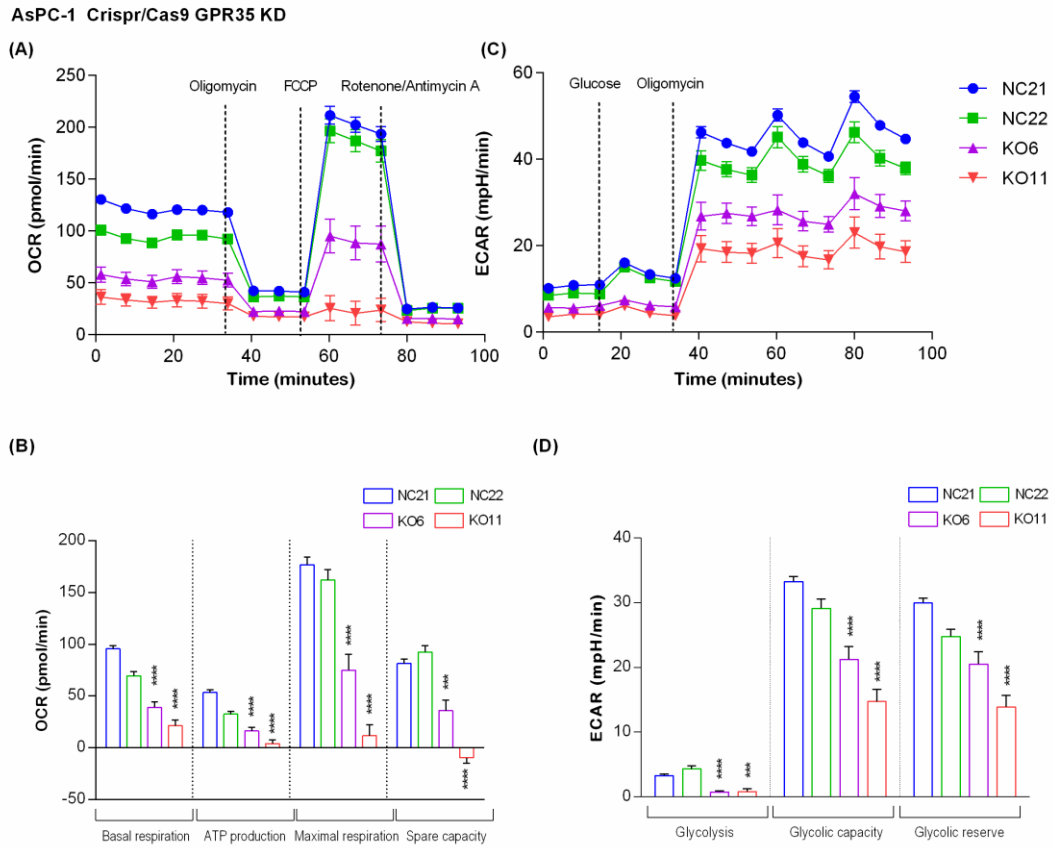 AsPC-1 Crispr/Cas9 GPR35 KD
(A)
OCR (pmol/min)
250
200
150
100
50
0
Oligomycin
FCCP
Rotenone/Antimycin A
0 20 40 60 80 100
Time (minutes)
(C)
ECAR (mpH/min)
60
40
20
0
Glucose
Oligomycin
0 20 40 60 80 100
Time (minutes)
NC21
NC22
KO6
KO11
(B)
NC21 NC22
KO6 KO11
OCR (pmol/min)
200
150
100
50
0
-50
**** ****
**** ****
**** ****
*** ****
Basal respiration ATP production Maximal respiration Spare capacity
(D)
NC21 NC22
KO6 KO11
ECAR (mpH/min)
40
30
20
10
0
**** ***
**** ****
**** ****
Glycolysis Glycolic capacity Glycolic reserve